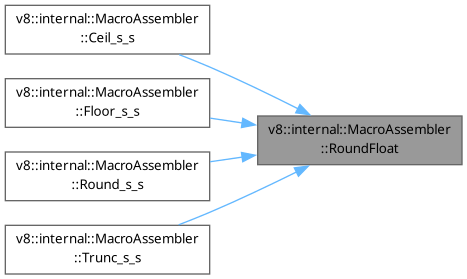 v8::internal::MacroAssembler
::Ceil_s_s
v8::internal::MacroAssembler
::Floor_s_s
v8::internal::MacroAssembler
::RoundFloat
v8::internal::MacroAssembler
::Round_s_s
v8::internal::MacroAssembler
::Trunc_s_s